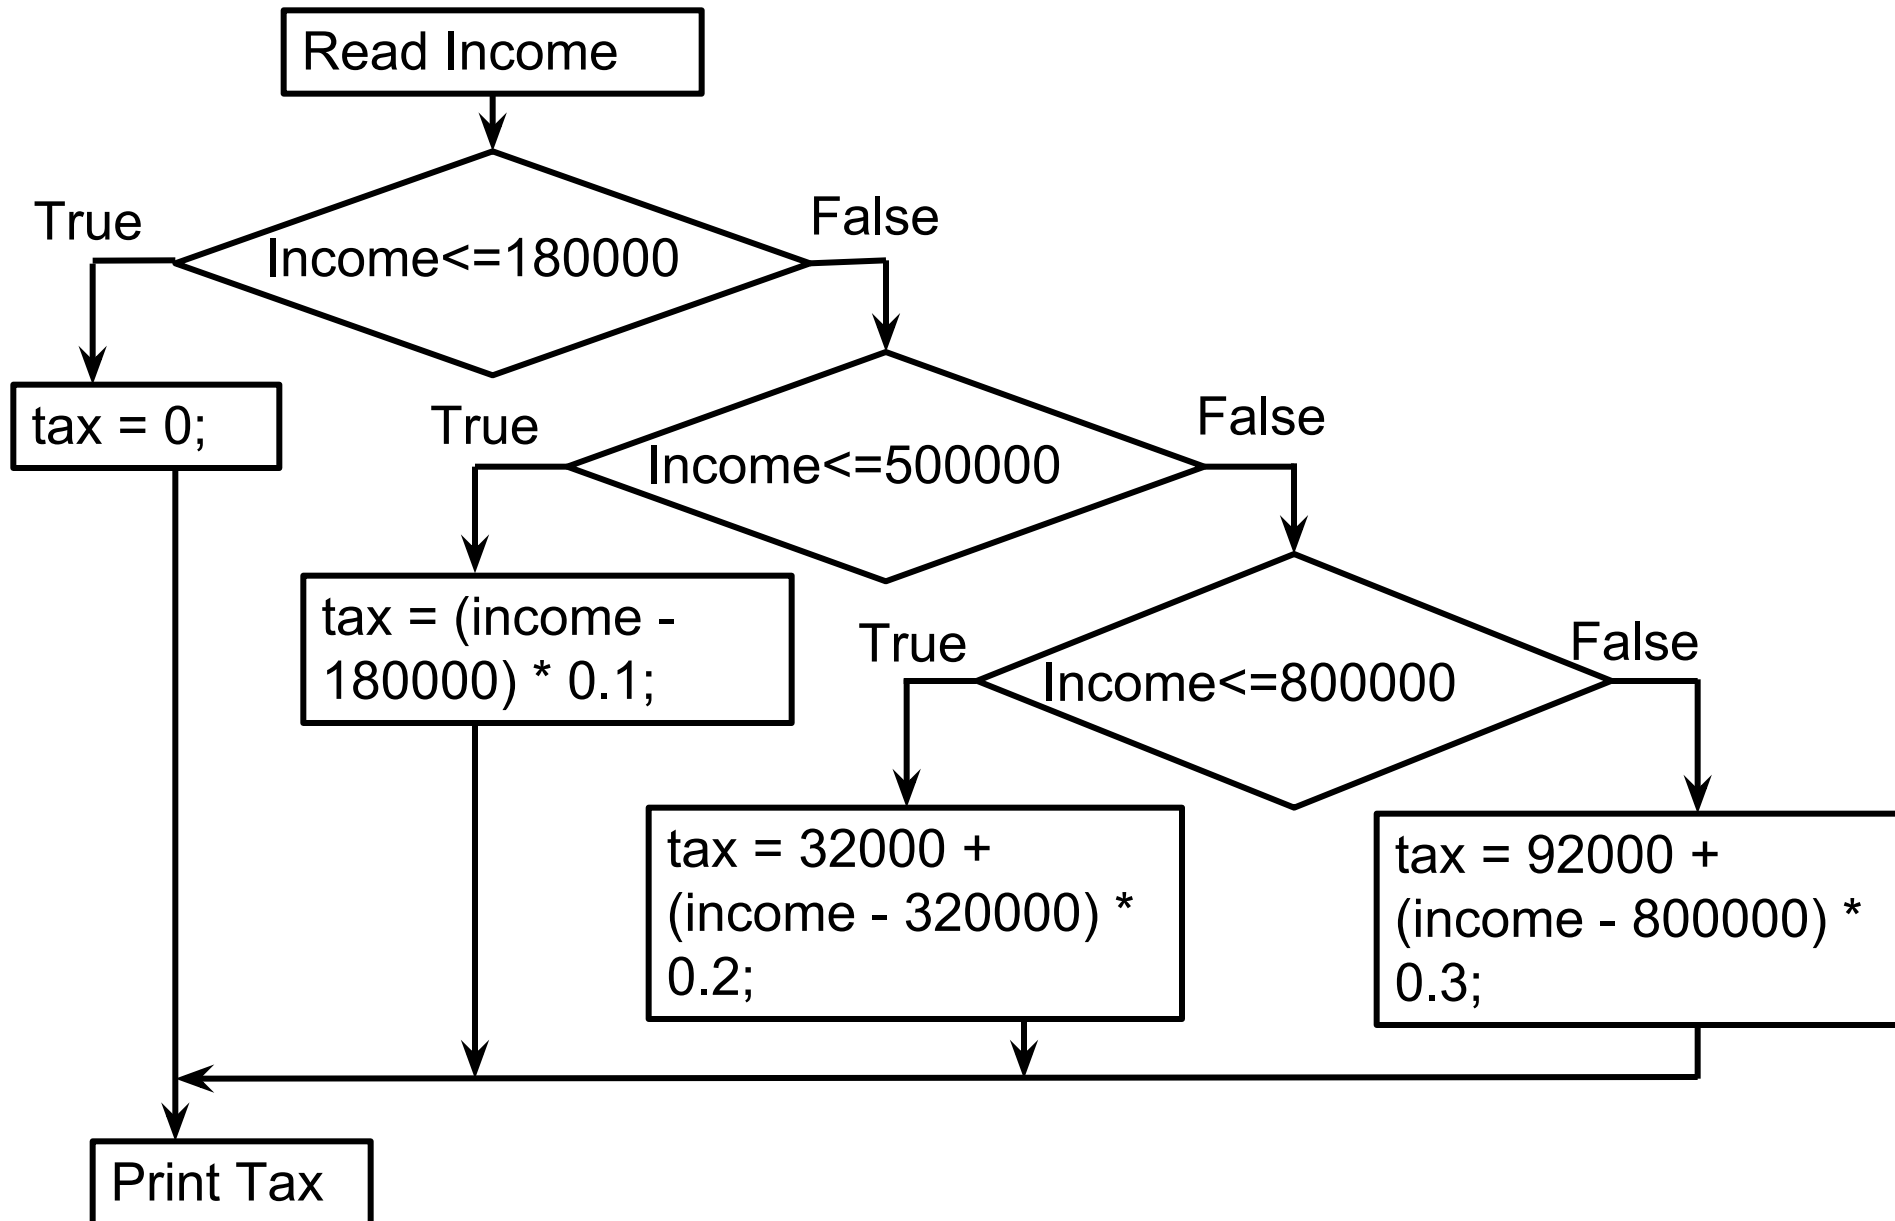 Read Income
True
False
Income<=180000
tax = 0;
True
False
Income<=500000
tax = (income -
180000) * 0.1;
True
False
Income<=800000
tax = 32000 +
(income - 320000) *
0.2;
tax = 92000 +
(income - 800000) *
0.3;
Print Tax